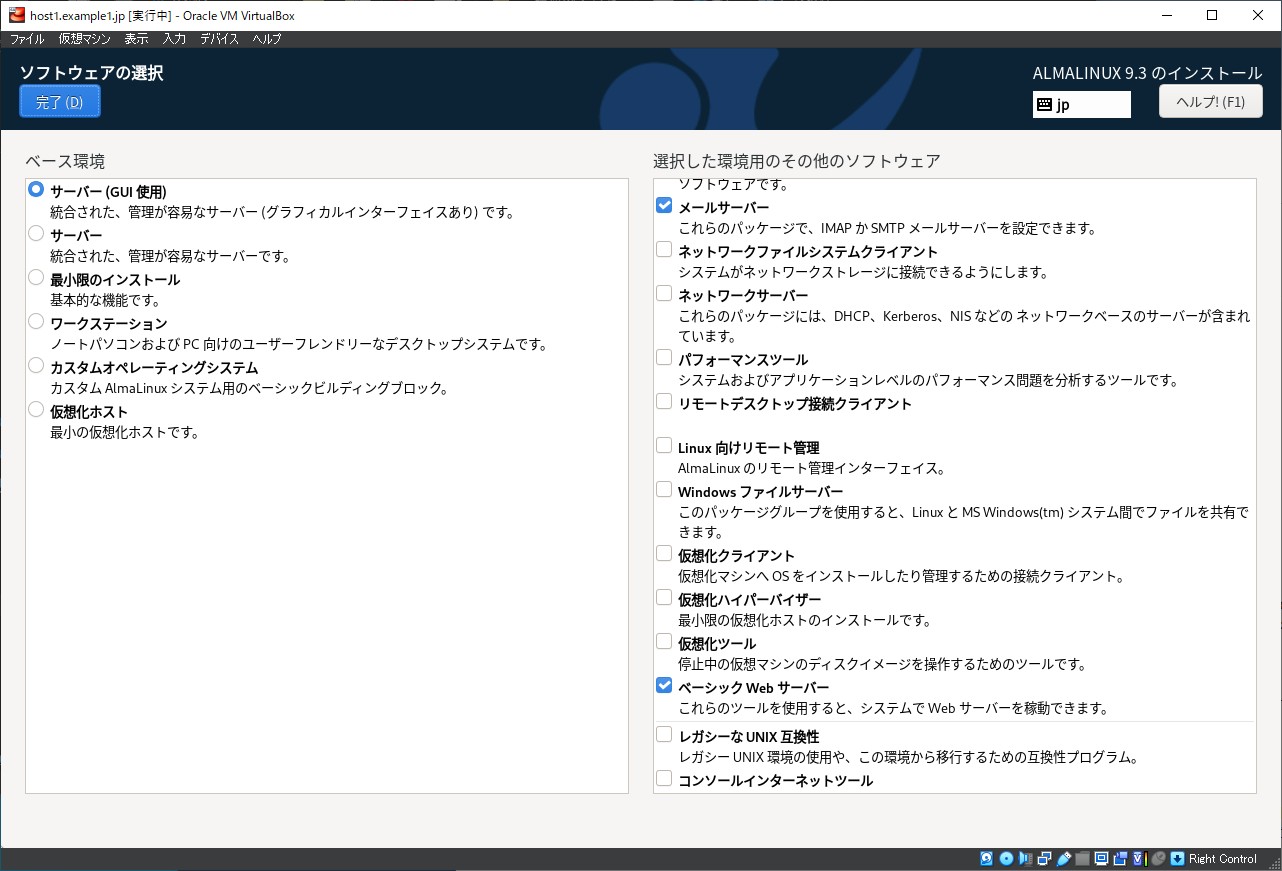 host1.example1.jp [実行中] - Oracle VM VirtualBox
ファイル 仮想マシン 表示 入力 デバイス ヘルプ
ソフトウェアの選択
完了 (D)
ALMALINUX 9.3 のインストール
jp
ヘルプ! (F1)
ベース環境
サーバー (GUI 使用)
統合された、管理が容易なサーバー (グラフィカルインターフェイスあり) です。
サーバー
統合された、管理が容易なサーバーです。
最小限のインストール
基本的な機能です。
ワークステーション
ノートパソコンおよび PC 向けのユーザーフレンドリーなデスクトップシステムです。
カスタムオペレーティングシステム
カスタム AlmaLinux システム用のベーシックビルディングブロック。
仮想化ホスト
最小の仮想化ホストです。
選択した環境用のその他のソフトウェア
ソフトウェアです。
メールサーバー
これらのパッケージで、IMAP か SMTP メールサーバーを設定できます。
ネットワークファイルシステムクライアント
システムがネットワークストレージに接続できるようにします。
ネットワークサーバー
これらのパッケージには、DHCP、Kerberos、NIS などの ネットワークベースのサーバーが含まれ
ています。
パフォーマンスツール
システムおよびアプリケーションレベルのパフォーマンス問題を分析するツールです。
リモートデスクトップ接続クライアント
Linux 向けリモート管理
AlmaLinux のリモート管理インターフェイス。
Windows ファイルサーバー
このパッケージグループを使用すると、Linux と MS Windows(tm) システム間でファイルを共有で
きます。
仮想化クライアント
仮想化マシンへ OS をインストールしたり管理するための接続クライアント。
仮想化ハイパーバイザー
最小限の仮想化ホストのインストールです。
仮想化ツール
停止中の仮想マシンのディスクイメージを操作するためのツールです。
ベーシック Web サーバー
これらのツールを使用すると、システムで Web サーバーを稼動できます。
レガシーな UNIX 互換性
レガシー UNIX 環境の使用や、この環境から移行するための互換性プログラム。
コンソールインターネットツール
Right Control